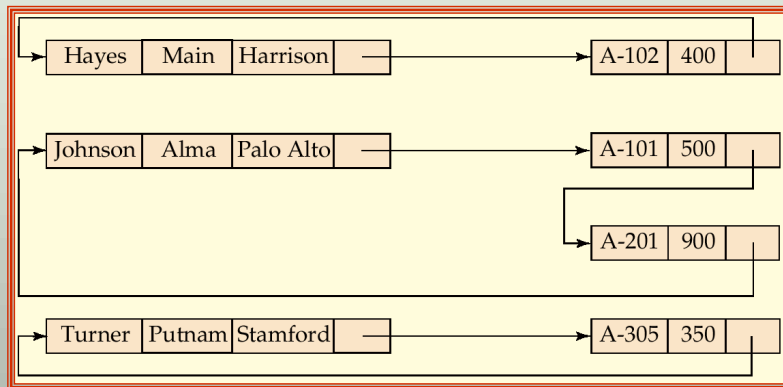 Hayes Main Harrison A-102 400
Johnson Alma Palo Alto A-101 500
A-201 900
Turner Putnam Stamford A-305 350